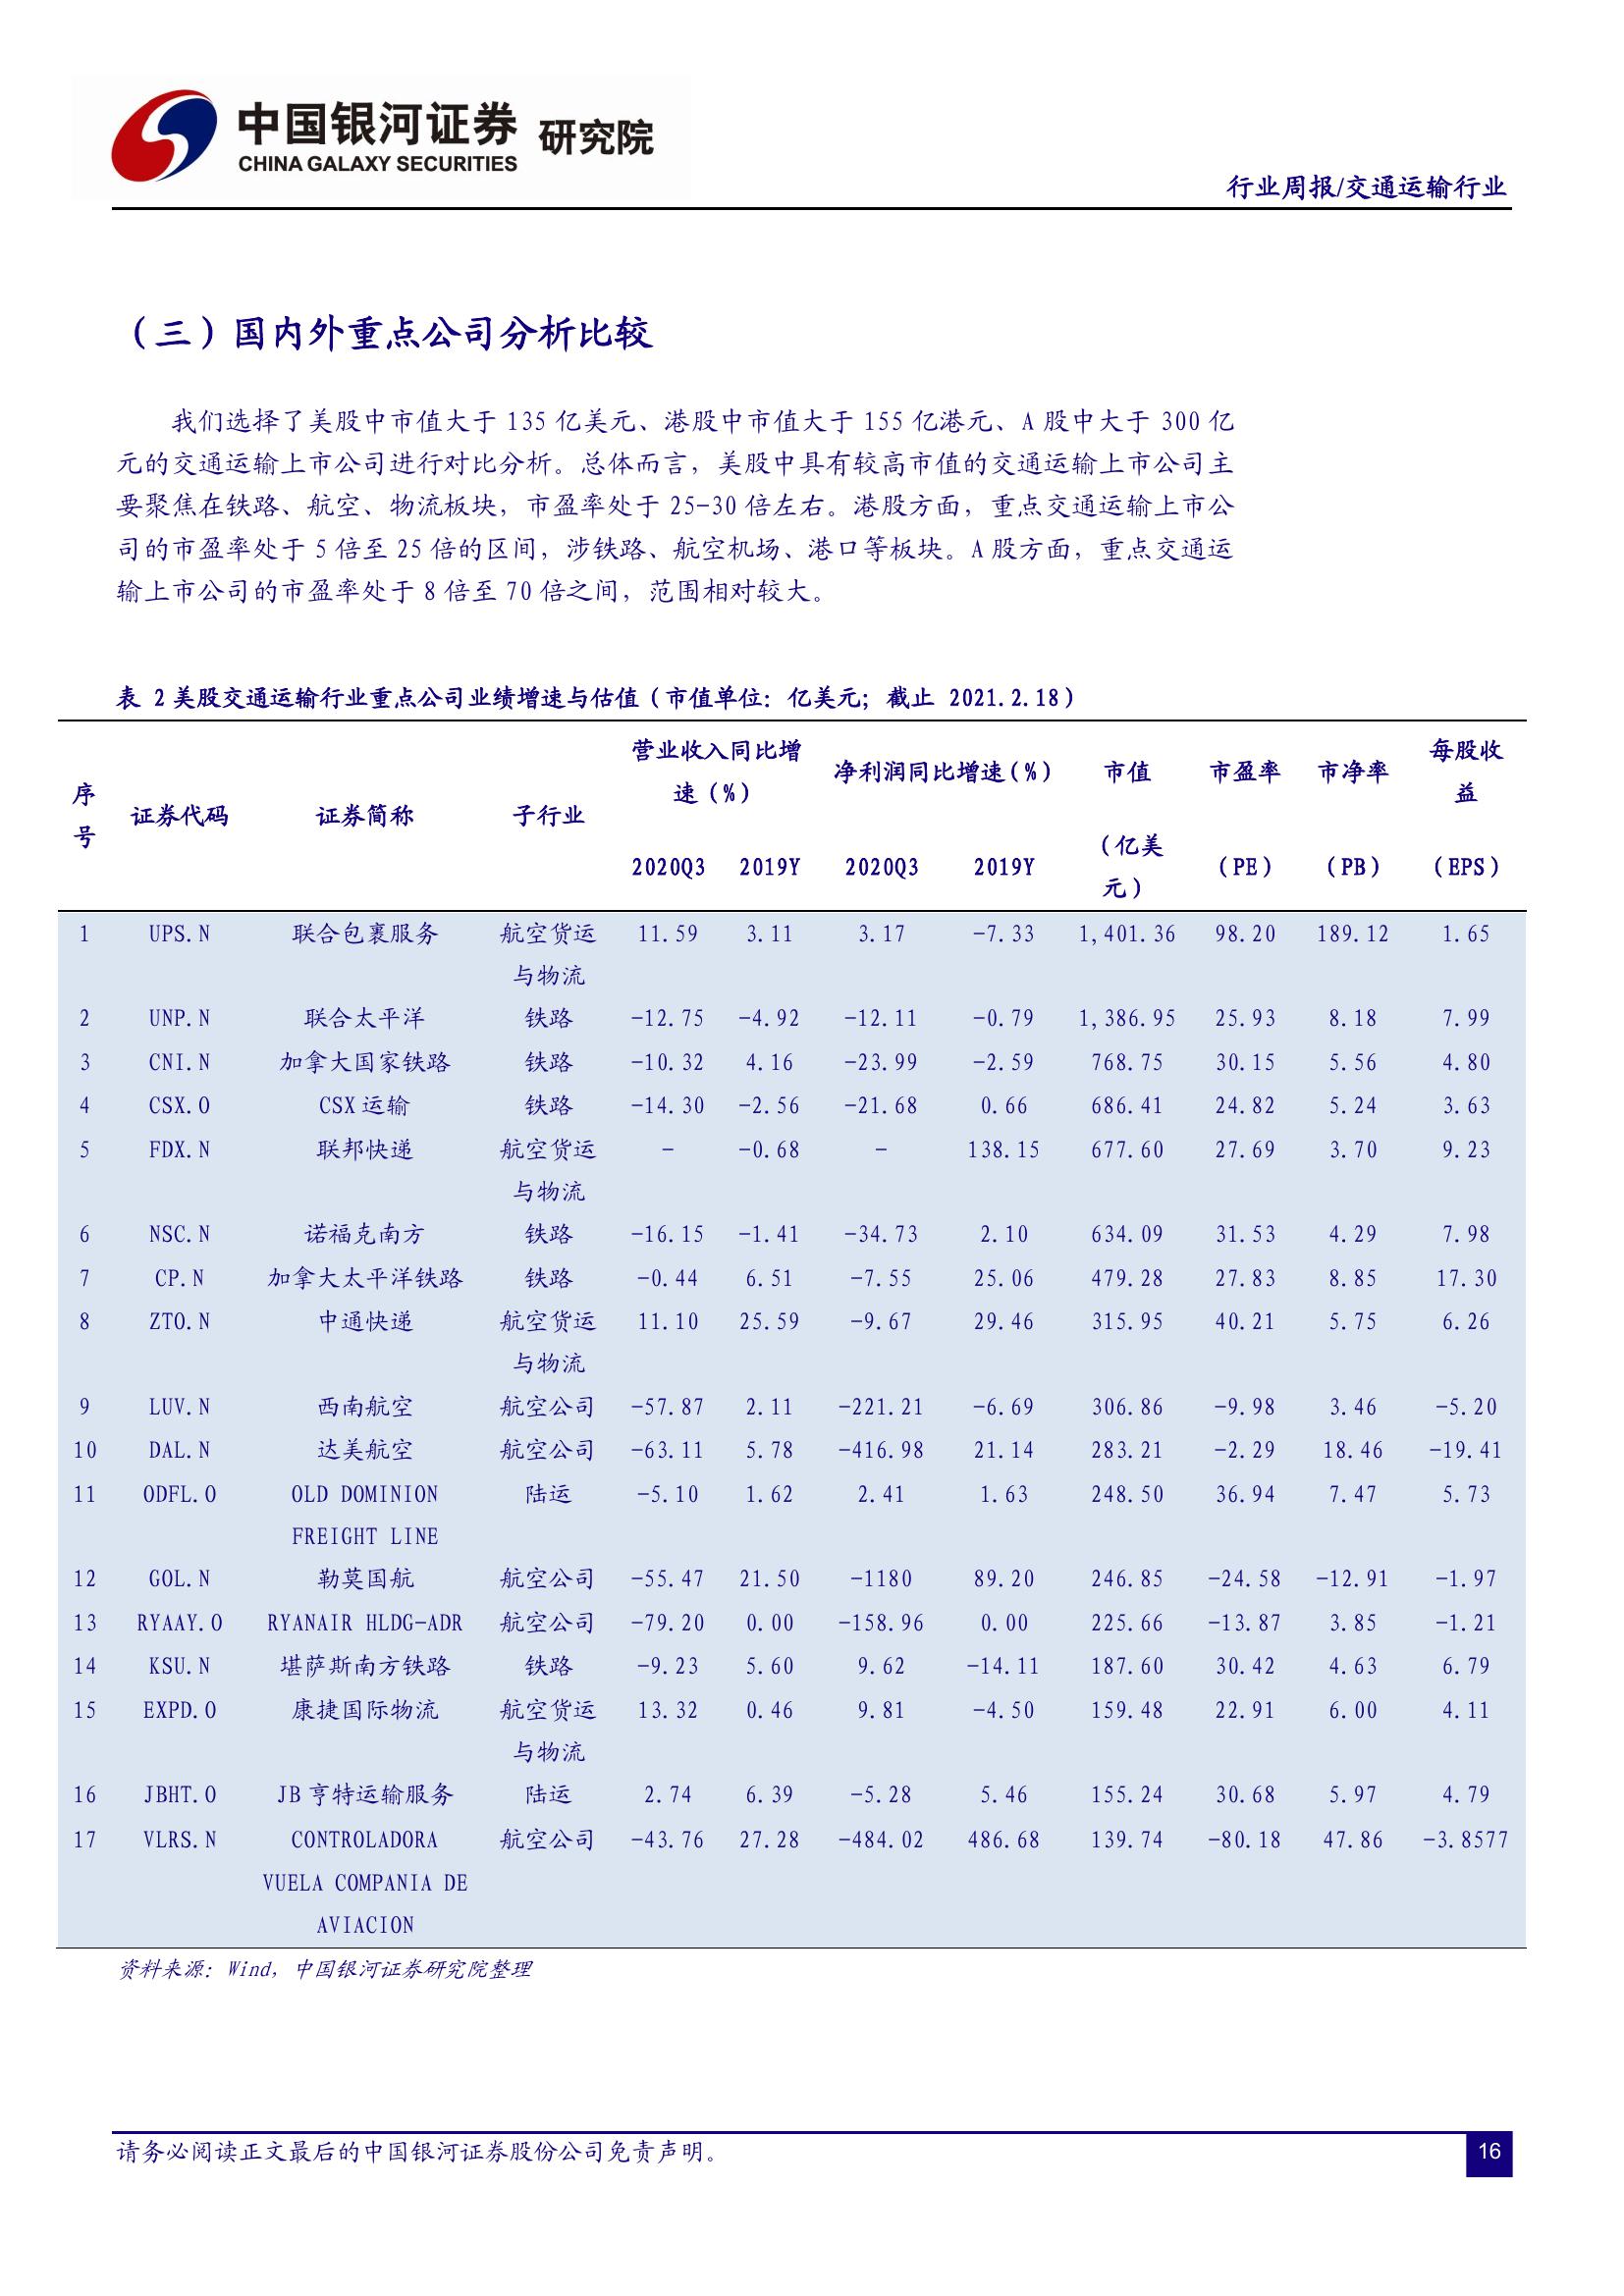 中国银河证券 研究院
CHINA GALAXY SECURITIES
行业周报/交通运输行业
（三）国内外重点公司分析比较
我们选择了美股中市值大于 135 亿美元、港股中市值大于 155 亿港元、A 股中大于 300 亿
元的交通运输上市公司进行对比分析。总体而言，美股中具有较高市值的交通运输上市公司主
要聚焦在铁路、航空、物流板块，市盈率处于 25-30 倍左右。港股方面，重点交通运输上市公
司的市盈率处于 5 倍至 25 倍的区间，涉铁路、航空机场、港口等板块。A 股方面，重点交通运
输上市公司的市盈率处于 8 倍至 70 倍之间，范围相对较大。
表 2 美股交通运输行业重点公司业绩增速与估值（市值单位：亿美元；截止 2021.2.18）
序号 证券代码 证券简称 子行业 营业收入同比增速（%） 净利润同比增速（%） 市值 市盈率 市净率 每股收益
2020Q3 2019Y 2020Q3 2019Y （亿美元） （PE） （PB） （EPS）
1 UPS.N 联合包裹服务 航空货运 11.59 3.11 3.17 -7.33 1,401.36 98.20 189.12 1.65
与物流
2 UNP.N 联合太平洋 铁路 -12.75 -4.92 -12.11 -0.79 1,386.95 25.93 8.18 7.99
3 CNI.N 加拿大国家铁路 铁路 -10.32 4.16 -23.99 -2.59 768.75 30.15 5.56 4.80
4 CSX.O CSX 运输 铁路 -14.30 -2.56 -21.68 0.66 686.41 24.82 5.24 3.63
5 FDX.N 联邦快递 航空货运 - -0.68 - 138.15 677.60 27.69 3.70 9.23
与物流
6 NSC.N 诺福克南方 铁路 -16.15 -1.41 -34.73 2.10 634.09 31.53 4.29 7.98
7 CP.N 加拿大太平洋铁路 铁路 -0.44 6.51 -7.55 25.06 479.28 27.83 8.85 17.30
8 ZTO.N 中通快递 航空货运 11.10 25.59 -9.67 29.46 315.95 40.21 5.75 6.26
与物流
9 LUV.N 西南航空 航空公司 -57.87 2.11 -221.21 -6.69 306.86 -9.98 3.46 -5.20
10 DAL.N 达美航空 航空公司 -63.11 5.78 -416.98 21.14 283.21 -2.29 18.46 -19.41
11 ODFL.O OLD DOMINION 陆运 -5.10 1.62 2.41 1.63 248.50 36.94 7.47 5.73
FREIGHT LINE
12 GOL.N 勒莫国航 航空公司 -55.47 21.50 -1180 89.20 246.85 -24.58 -12.91 -1.97
13 RYAAY.O RYANAIR HLDG-ADR 航空公司 -79.20 0.00 -158.96 0.00 225.66 -13.87 3.85 -1.21
14 KSU.N 堪萨斯南方铁路 铁路 -9.23 5.60 9.62 -14.11 187.60 30.42 4.63 6.79
15 EXPD.O 康捷国际物流 航空货运 13.32 0.46 9.81 -4.50 159.48 22.91 6.00 4.11
与物流
16 JBHT.O JB 亨特运输服务 陆运 2.74 6.39 -5.28 5.46 155.24 30.68 5.97 4.79
17 VLRS.N CONTROLADORA 航空公司 -43.76 27.28 -484.02 486.68 139.74 -80.18 47.86 -3.8577
VUELA COMPANIA DE
AVIACION
资料来源：Wind，中国银河证券研究院整理
请务必阅读正文最后的中国银河证券股份公司免责声明。
16